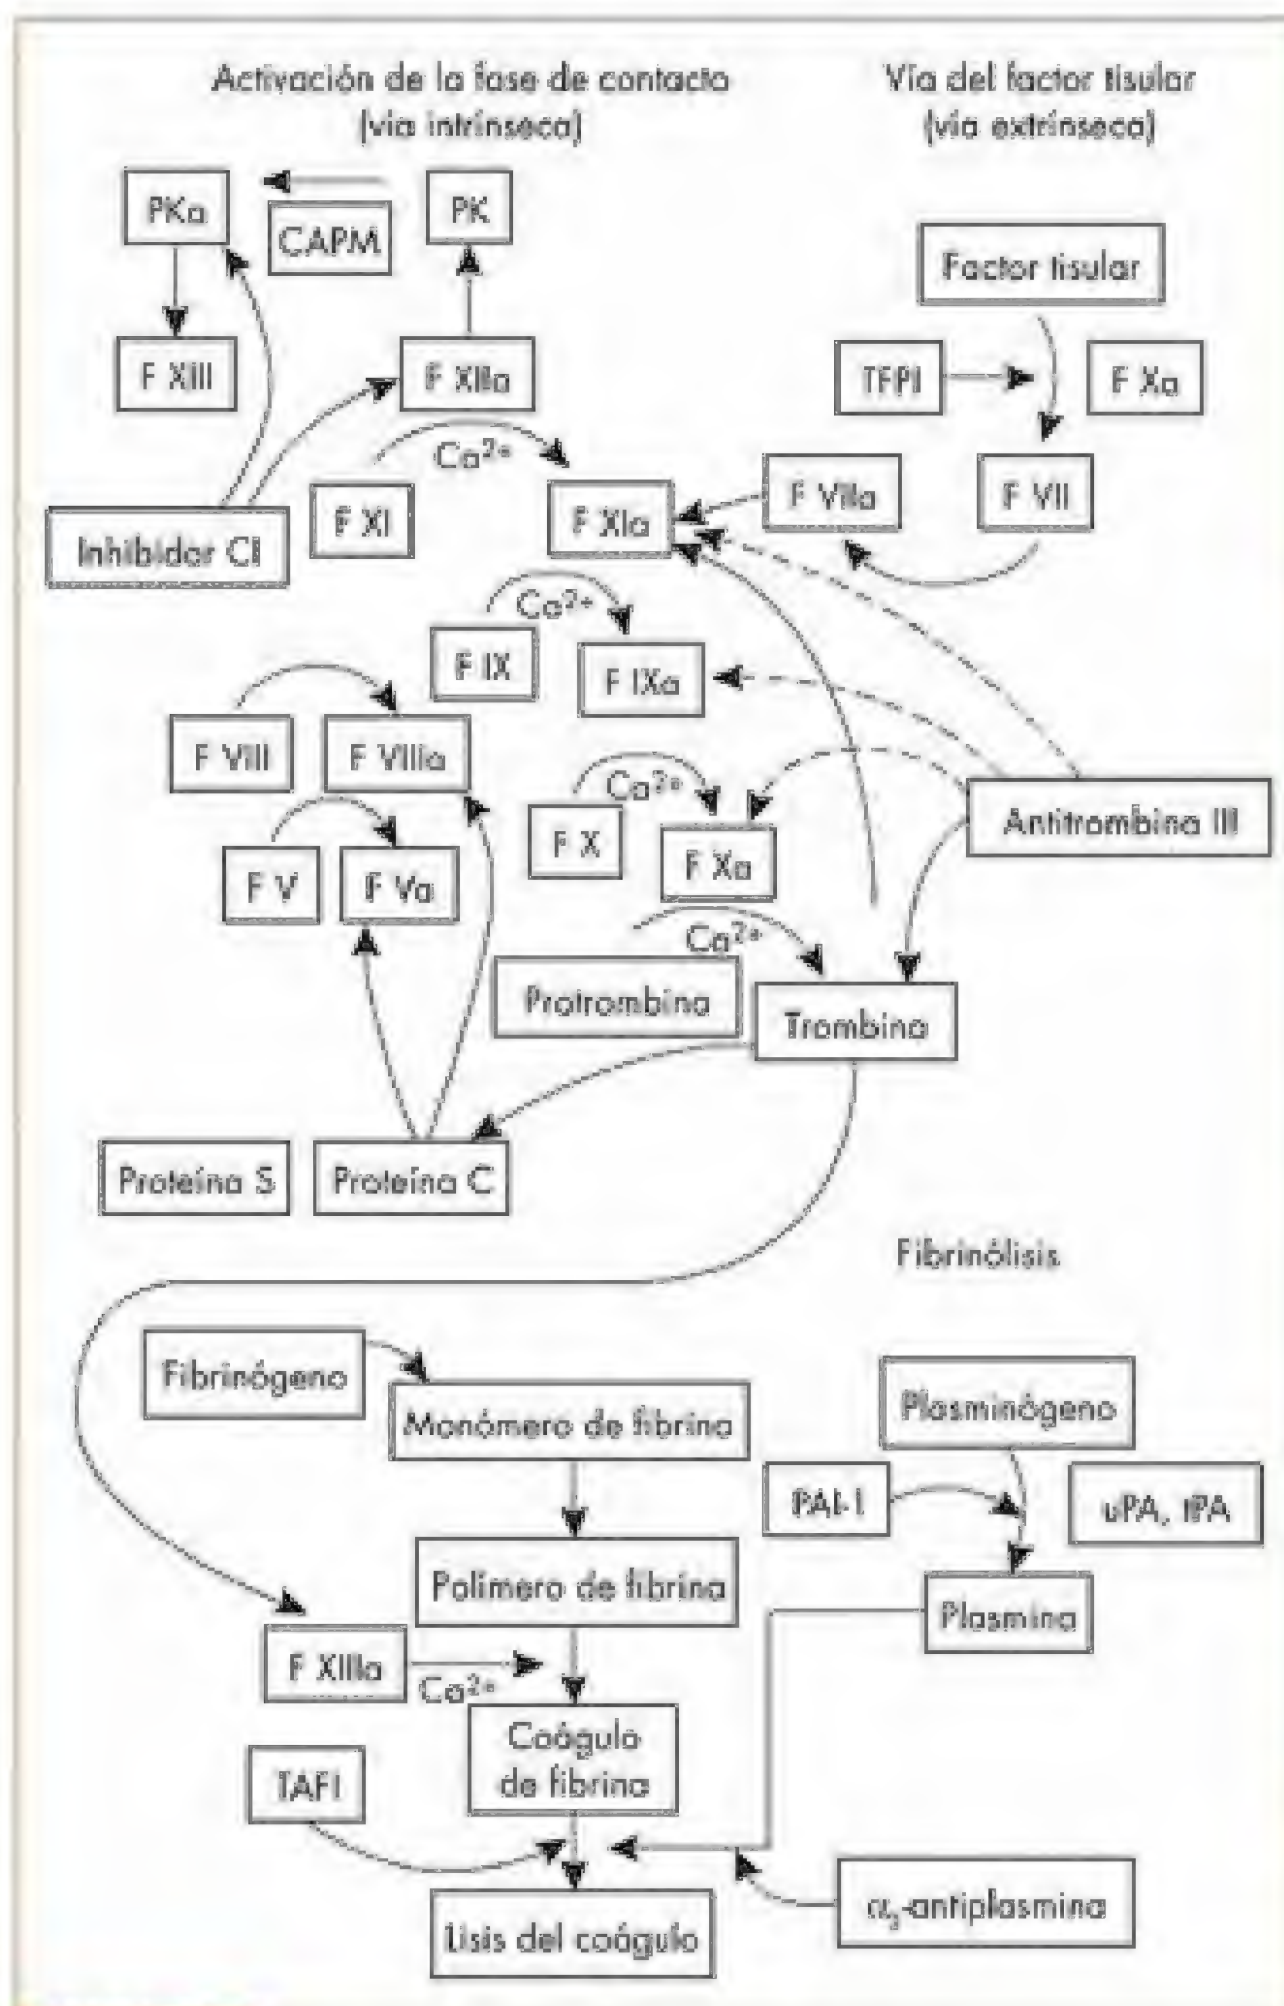 Activación de la fase de contacto
(vía intrínseca)
Vía del factor tisular
(vía extrínseca)
PKa
CAPM
PK
Factor tisular
F XIII
F XIIa
TFPI
F Xa
Ca2+
F VIIa
F VII
F XI
F XIa
Inhibidor CI
Ca2+
F IX
F IXa
F VIII
F VIIIa
Ca2+
Antitrombina III
F X
F Xa
F V
F Va
Ca2+
Protrombina
Trombina
Proteína S
Proteína C
Fibrinólisis
Fibrinógeno
Monómero de fibrina
Plasminógeno
PAI-1
uPA, tPA
Polímero de fibrina
Plasmina
F XIIIa
Ca2+
Coágulo
de fibrina
TAFI
α2-antiplasmina
Lisis del coágulo